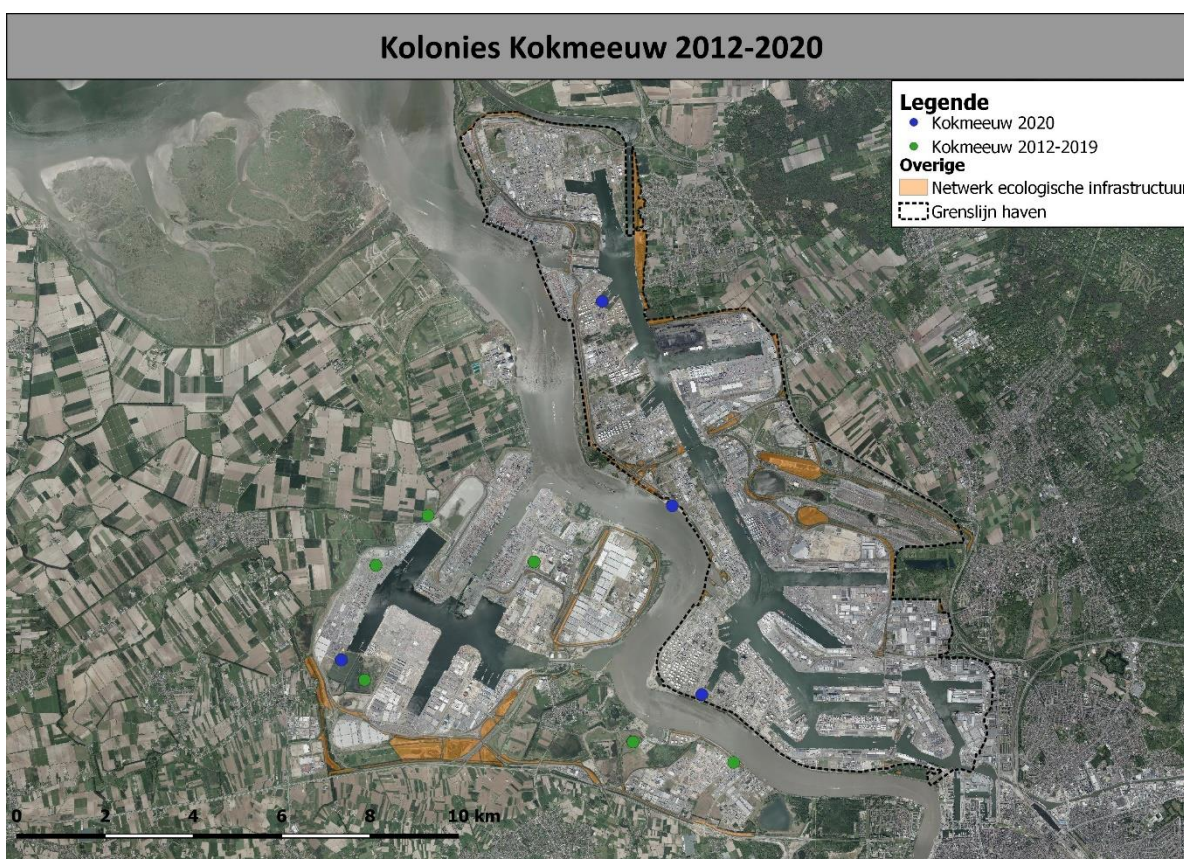 Kolonies Kokmeeuw 2012-2020
Legende
Kokmeeuw 2020
Kokmeeuw 2012-2019
Overige
Netwerk ecologische infrastructuur
Grenslijn haven
0 2 4 6 8 10 km